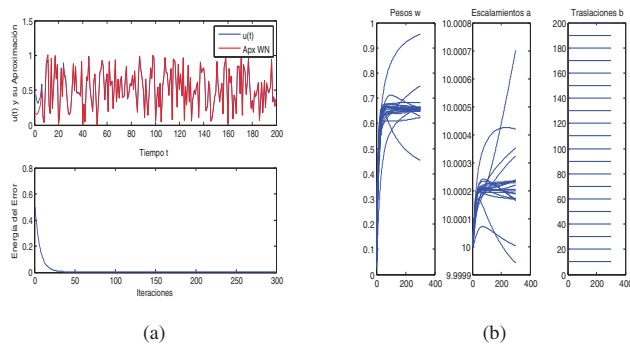 u(t) y su Aproximación
1.5
1
0.5
0
0 20 40 60 80 100 120 140 160 180 200
Tiempo t
u(t)
Apx WN
Energía del Error
0.8
0.6
0.4
0.2
0
0 50 100 150 200 250 300
Iteraciones
(a)
Pesos w
1
0.9
0.8
0.7
0.6
0.5
0.4
0.3
0.2
0.1
0
0 200 400
Escalamientos a
10.0008
10.0007
10.0006
10.0005
10.0004
10.0003
10.0002
10.0001
10
9.9999
0 200 400
Traslaciones b
200
180
160
140
120
100
80
60
40
20
0
0 200 400
(b)